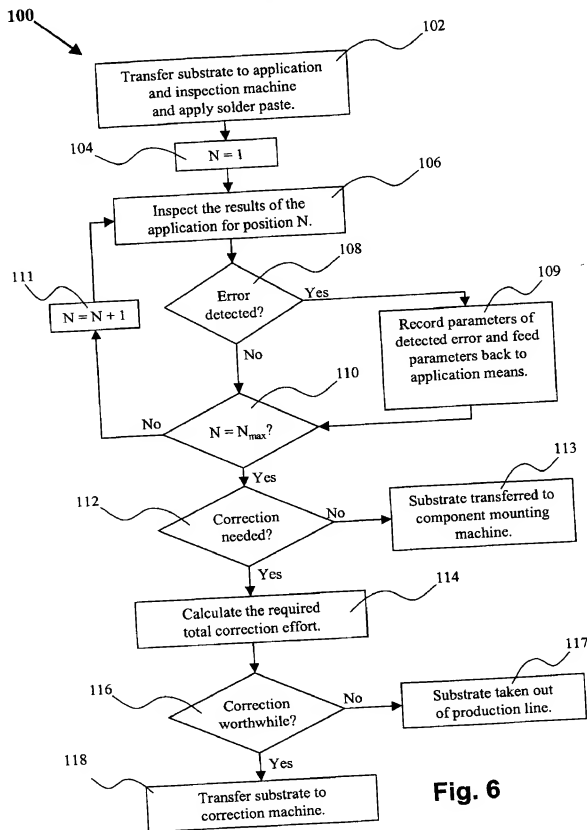 100
102
Transfer substrate to application
and inspection machine
and apply solder paste.
104
N = 1
106
Inspect the results of the
application for position N.
108
111
Error
detected?
Yes
109
N = N + 1
Record parameters of
detected error and feed
parameters back to
application means.
No
110
No
N = Nmax?
Yes
113
112
Correction
needed?
No
Substrate transferred to
component mounting
machine.
Yes
114
Calculate the required
total correction effort.
117
116
Correction
worthwhile?
No
Substrate taken out
of production line.
Yes
118
Transfer substrate to
correction machine.
Fig. 6